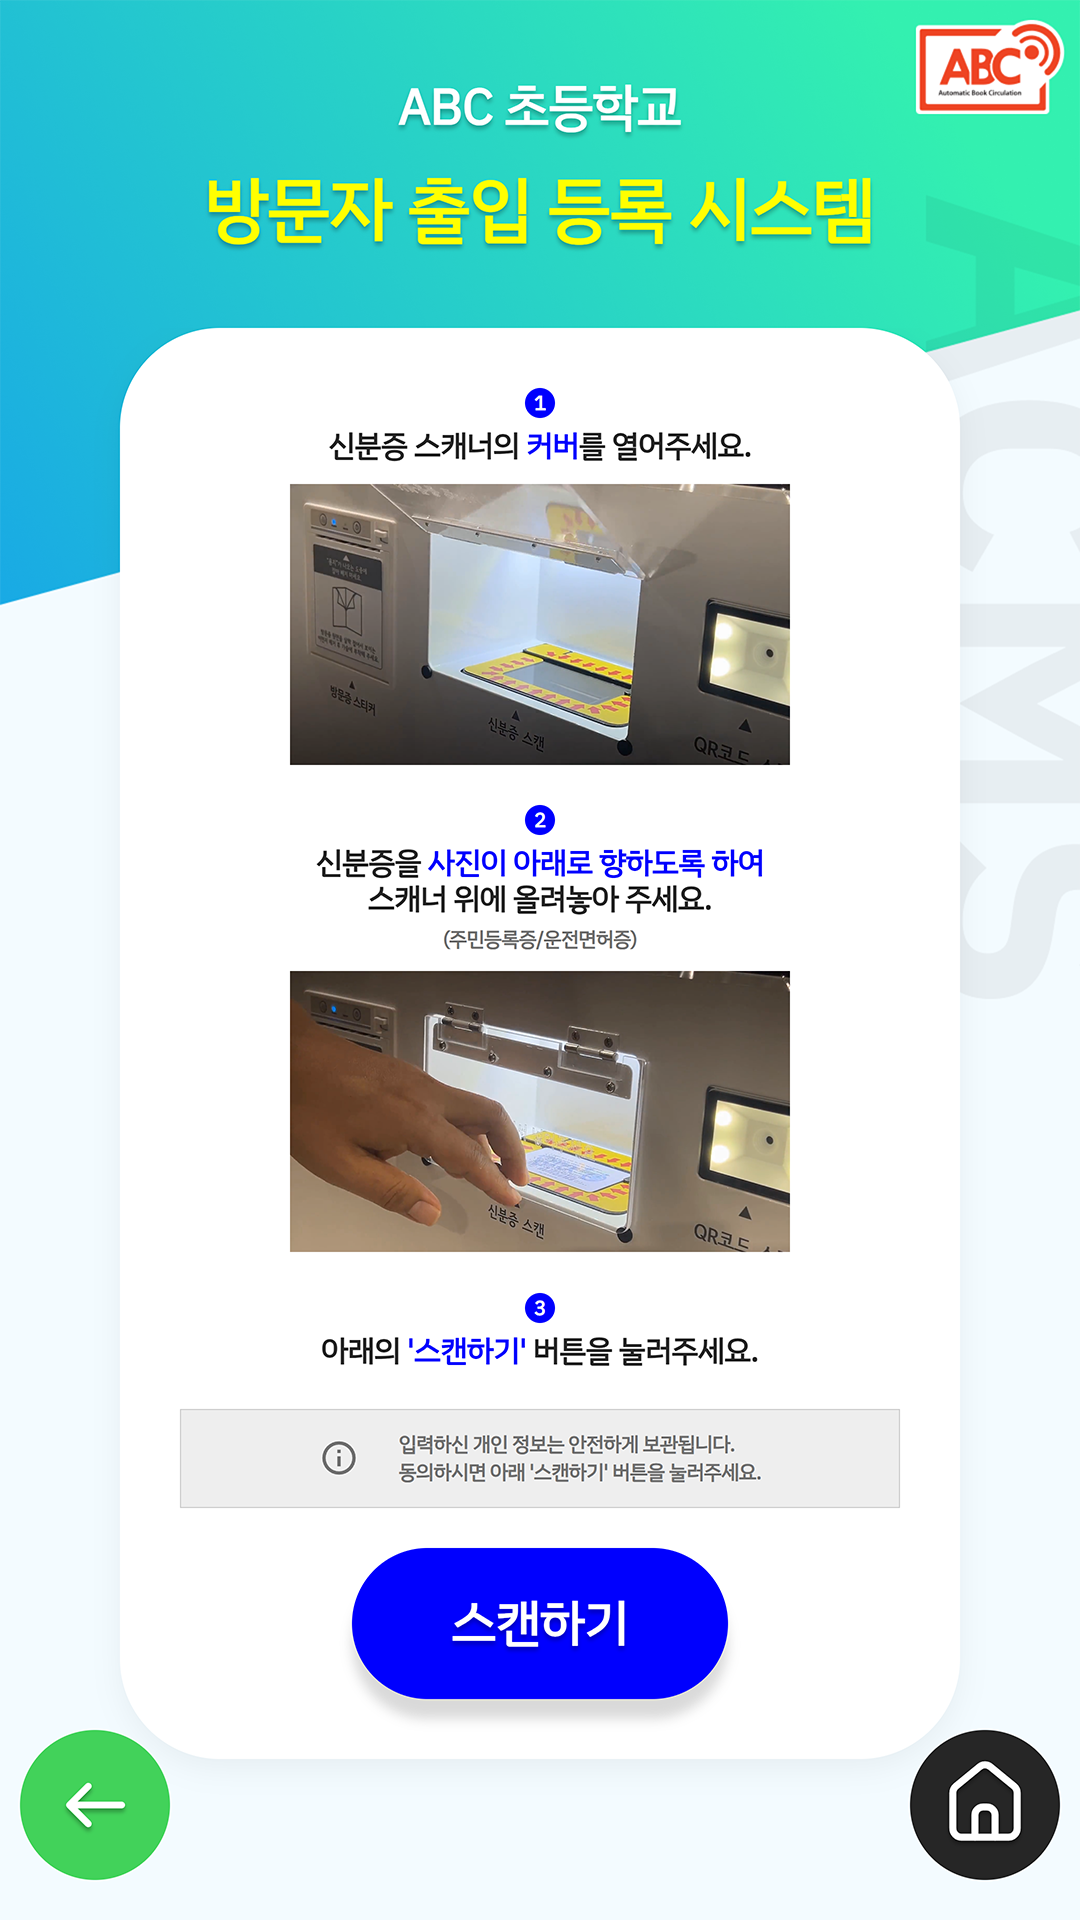 ABC
Automatic Book Circulation
ABC 초등학교
방문자 출입 등록 시스템
ACMS
1
신분증 스캐너의 커버를 열어주세요.
방문증 스티커
신분증 스캔
QR코드
2
신분증을 사진이 아래로 향하도록 하여
스캐너 위에 올려놓아 주세요.
(주민등록증/운전면허증)
신분증 스캔
QR코드
3
아래의 '스캔하기' 버튼을 눌러주세요.
입력하신 개인 정보는 안전하게 보관됩니다.
동의하시면 아래 '스캔하기' 버튼을 눌러주세요.
스캔하기